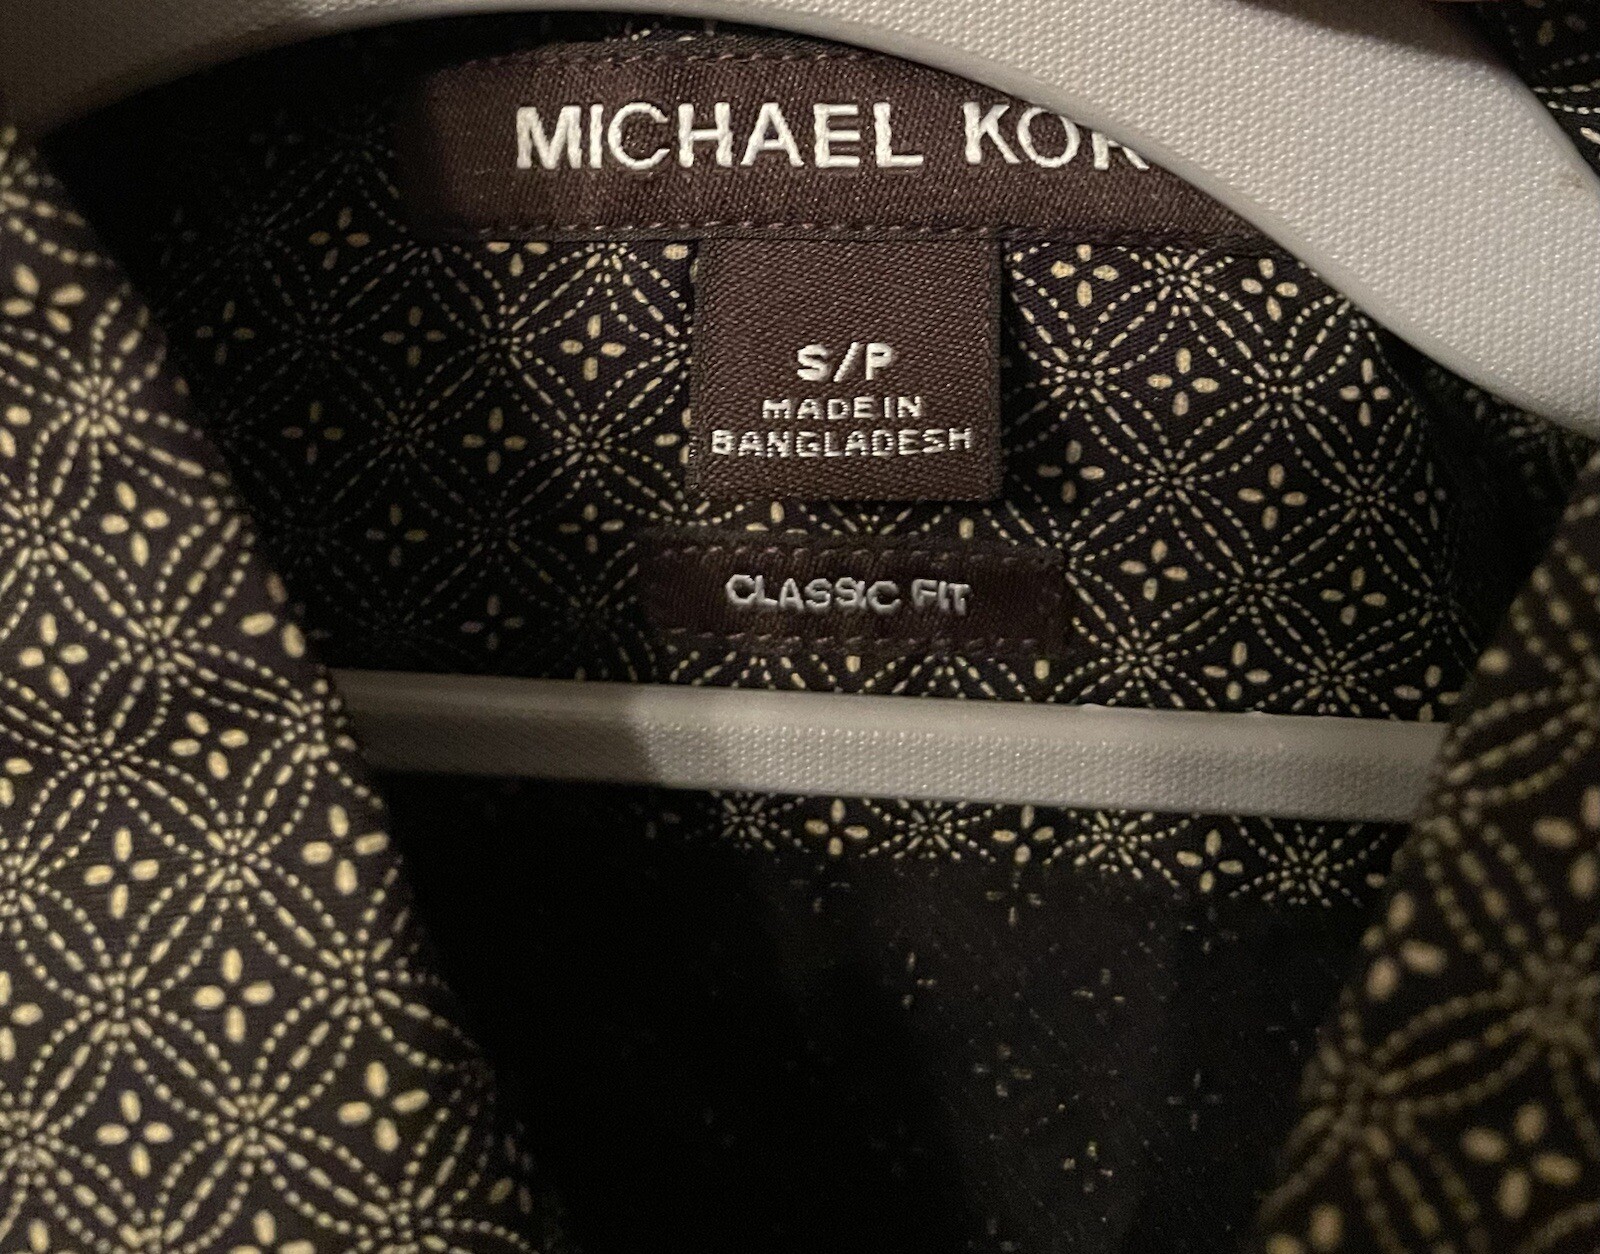 MICHAEL KOR
S/P
MADE IN
BANGLADESH
CLASSIC FIT